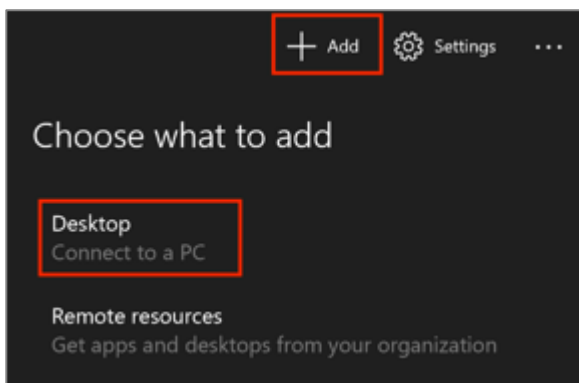 + Add Settings ...
Choose what to add
Desktop
Connect to a PC
Remote resources
Get apps and desktops from your organization